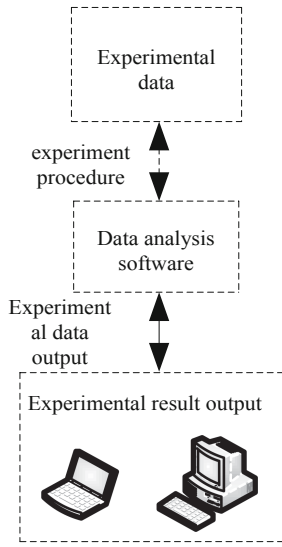 Experimental
data
experiment
procedure
Data analysis
software
Experiment
al data
output
Experimental result output